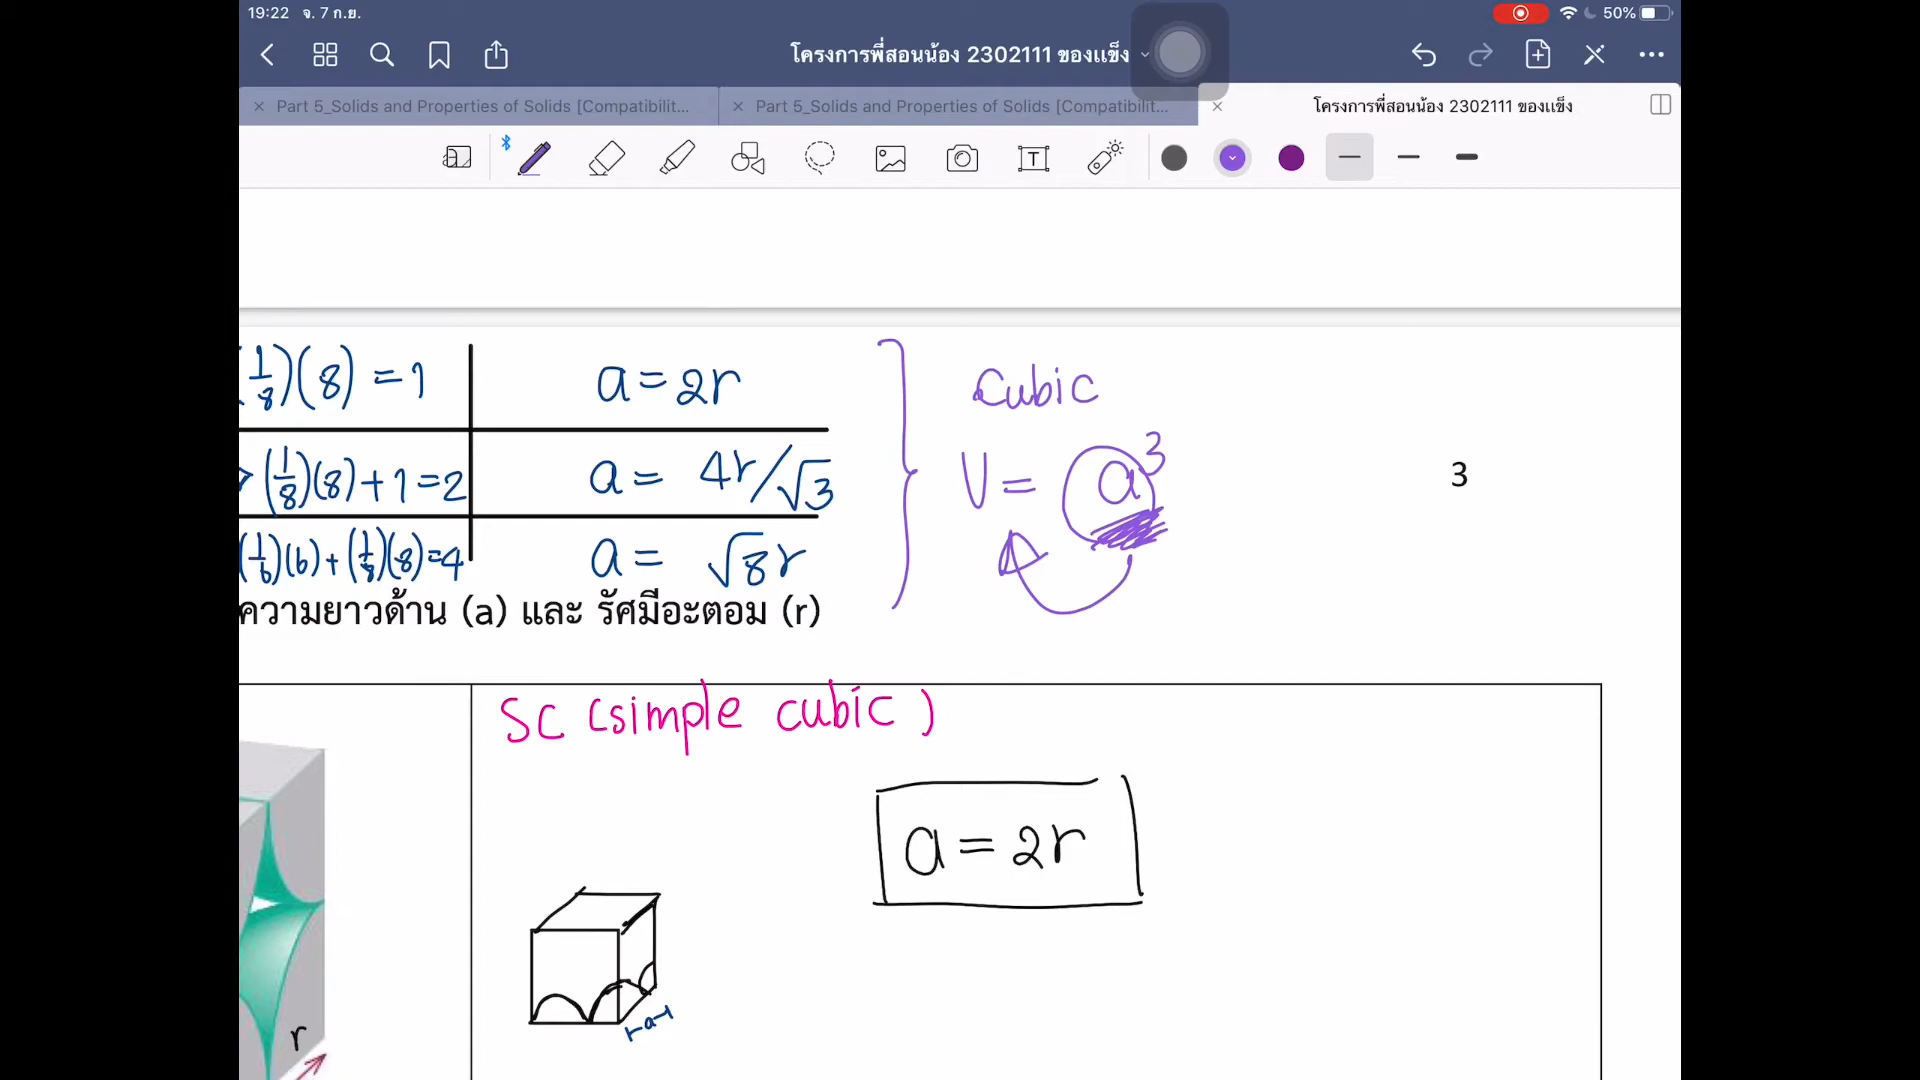 19:22 จ. 7 ก.ย.
50%
โครงการพี่สอนน้อง 2302111 ของแข็ง
Part 5_Solids and Properties of Solids [Compatibilit...
Part 5_Solids and Properties of Solids [Compatibilit...
โครงการพี่สอนน้อง 2302111 ของแข็ง
(1/8)(8) = 1
a = 2r
Cubic
(1/8)(8) + 1 = 2
a = 4r/√3
V = a³
3
(1/6)(6) + (1/8)(8) = 4
a = √8r
ความยาวด้าน (a) และ รัศมีอะตอม (r)
SC (simple cubic)
a = 2r
r
a